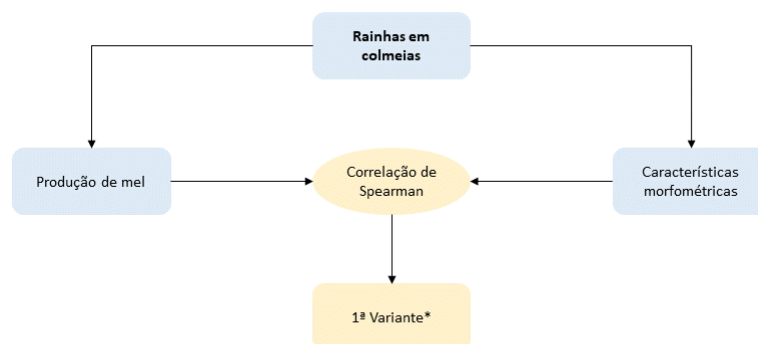 Rainhas em
colmeias
Produção de mel
Correlação de
Spearman
Características
morfométricas
1ª Variante*